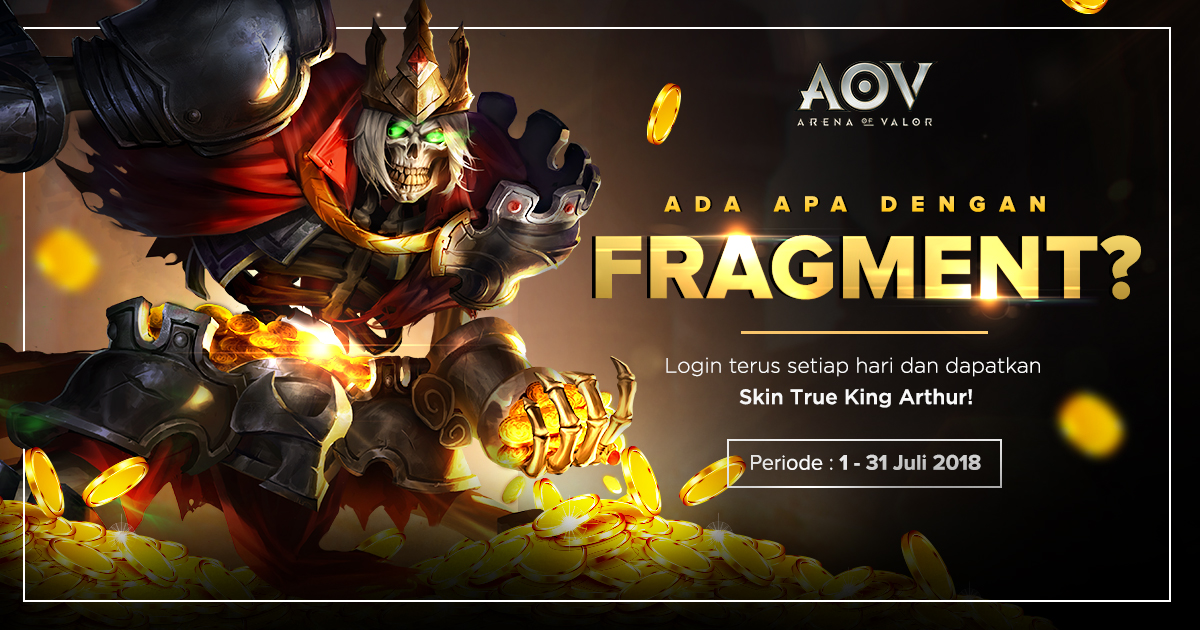 AOV
ARENA OF VALOR
ADA APA DENGAN
FRAGMENT?
Login terus setiap hari dan dapatkan
Skin True King Arthur!
Periode : 1 - 31 Juli 2018